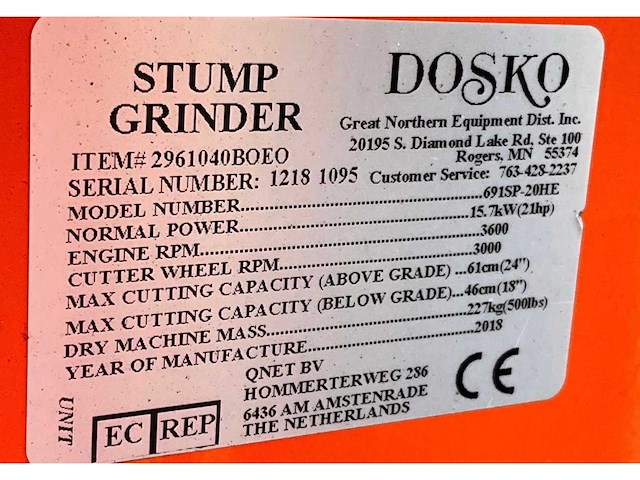 STUMP
GRINDER
DOSKO
Great Northern Equipment Dist. Inc.
20195 S. Diamond Lake Rd, Ste 100
Rogers, MN 55374
Customer Service: 763-428-2237
ITEM# 2961040BOEO
SERIAL NUMBER: 1218 1095
MODEL NUMBER 691SP-20HE
NORMAL POWER 15.7kW(21hp)
ENGINE RPM 3600
CUTTER WHEEL RPM 3000
MAX CUTTING CAPACITY (ABOVE GRADE) 61cm(24")
MAX CUTTING CAPACITY (BELOW GRADE) 46cm(18")
DRY MACHINE MASS 227kg(500lbs)
YEAR OF MANUFACTURE 2018
UNIT
EC REP
QNET BV
HOMMERTERWEG 286
6436 AM AMSTENRADE
THE NETHERLANDS
CE